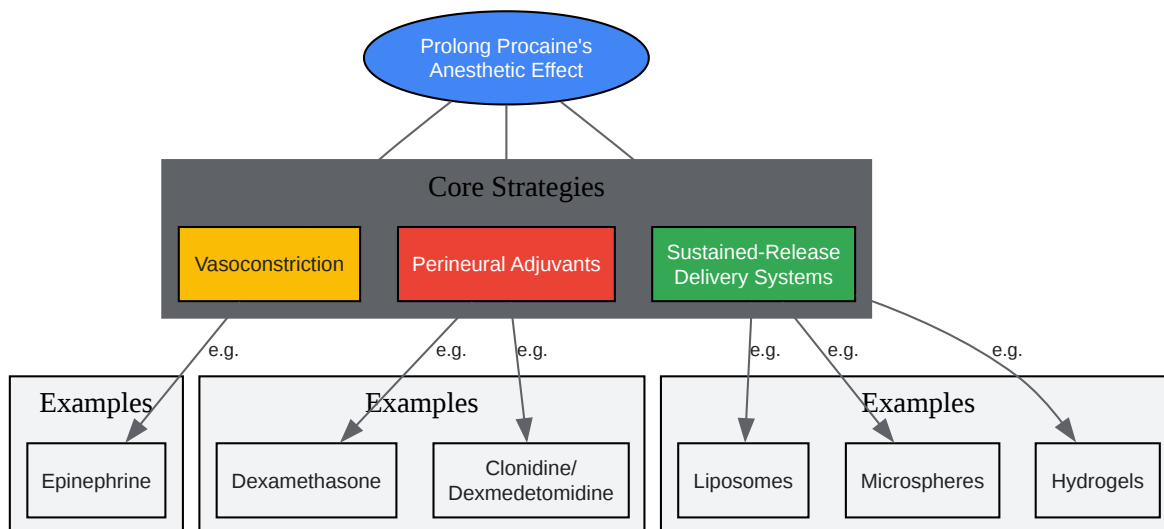 Prolong Procaine's
Anesthetic Effect
Core Strategies
Vasoconstriction
Perineural Adjuvants
Sustained-Release
Delivery Systems
e.g.
e.g.
e.g.
e.g.
e.g.
e.g.
Examples
Examples
Examples
Epinephrine
Dexamethasone
Clonidine/
Dexmedetomidine
Liposomes
Microspheres
Hydrogels